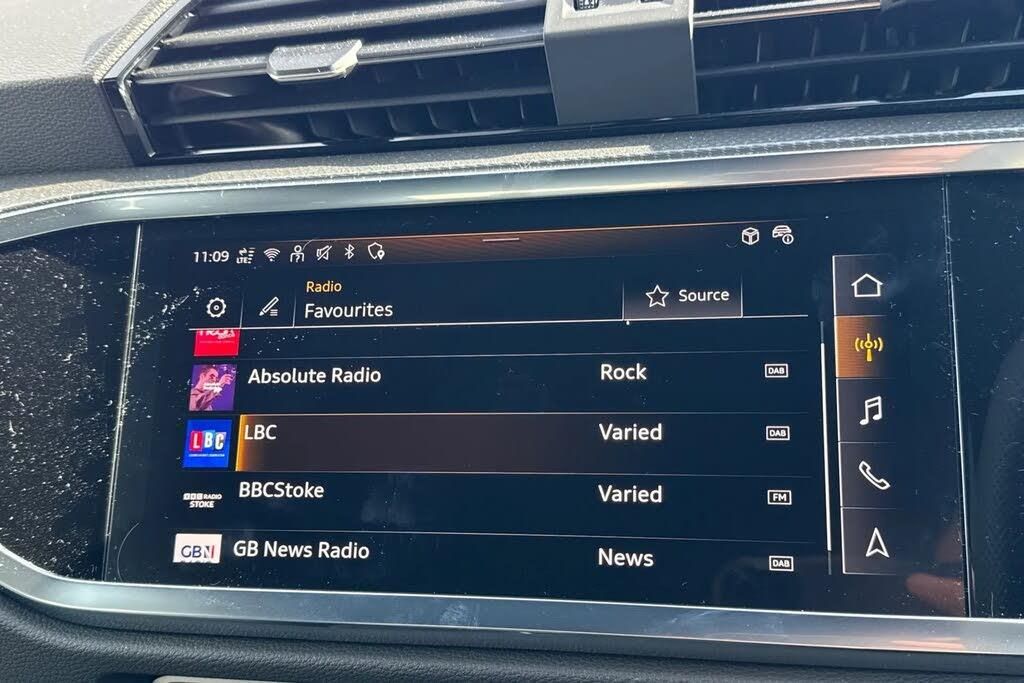 11:09 LTE
Radio
Favourites
Source
Absolute Radio Rock DAB
LBC LBC Varied DAB
BBC RADIO STOKE BBCStoke Varied FM
GBN GB News Radio News DAB